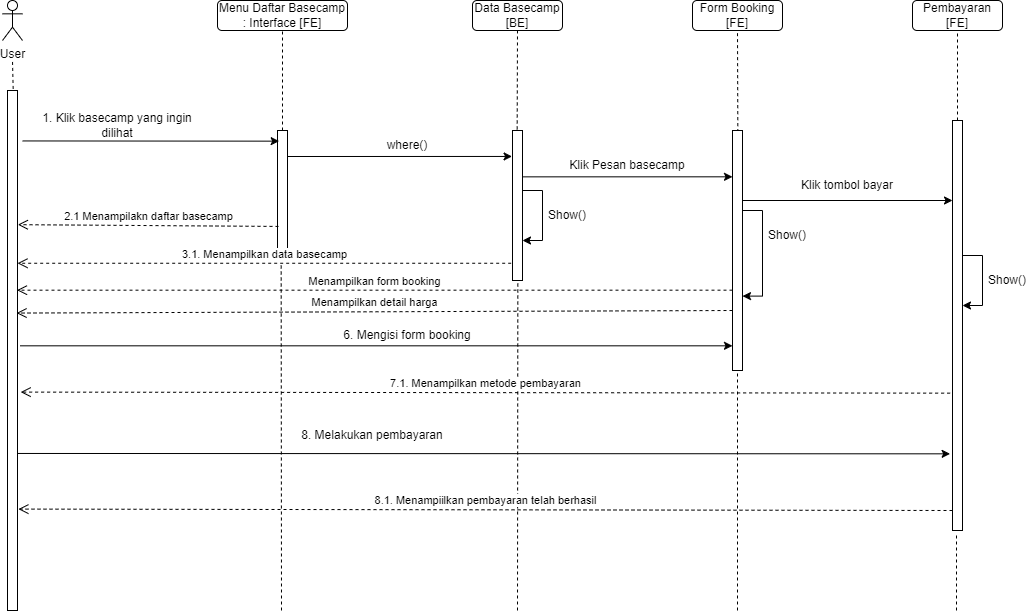 User
Menu Daftar Basecamp
: Interface [FE]
Data Basecamp
[BE]
Form Booking
[FE]
Pembayaran
[FE]
1. Klik basecamp yang ingin
dilihat
where()
Klik Pesan basecamp
Klik tombol bayar
2.1 Menampilakn daftar basecamp
Show()
Show()
3.1. Menampilkan data basecamp
Menampilkan form booking
Show()
Menampilkan detail harga
6. Mengisi form booking
7.1. Menampilkan metode pembayaran
8. Melakukan pembayaran
8.1. Menampiilkan pembayaran telah berhasil